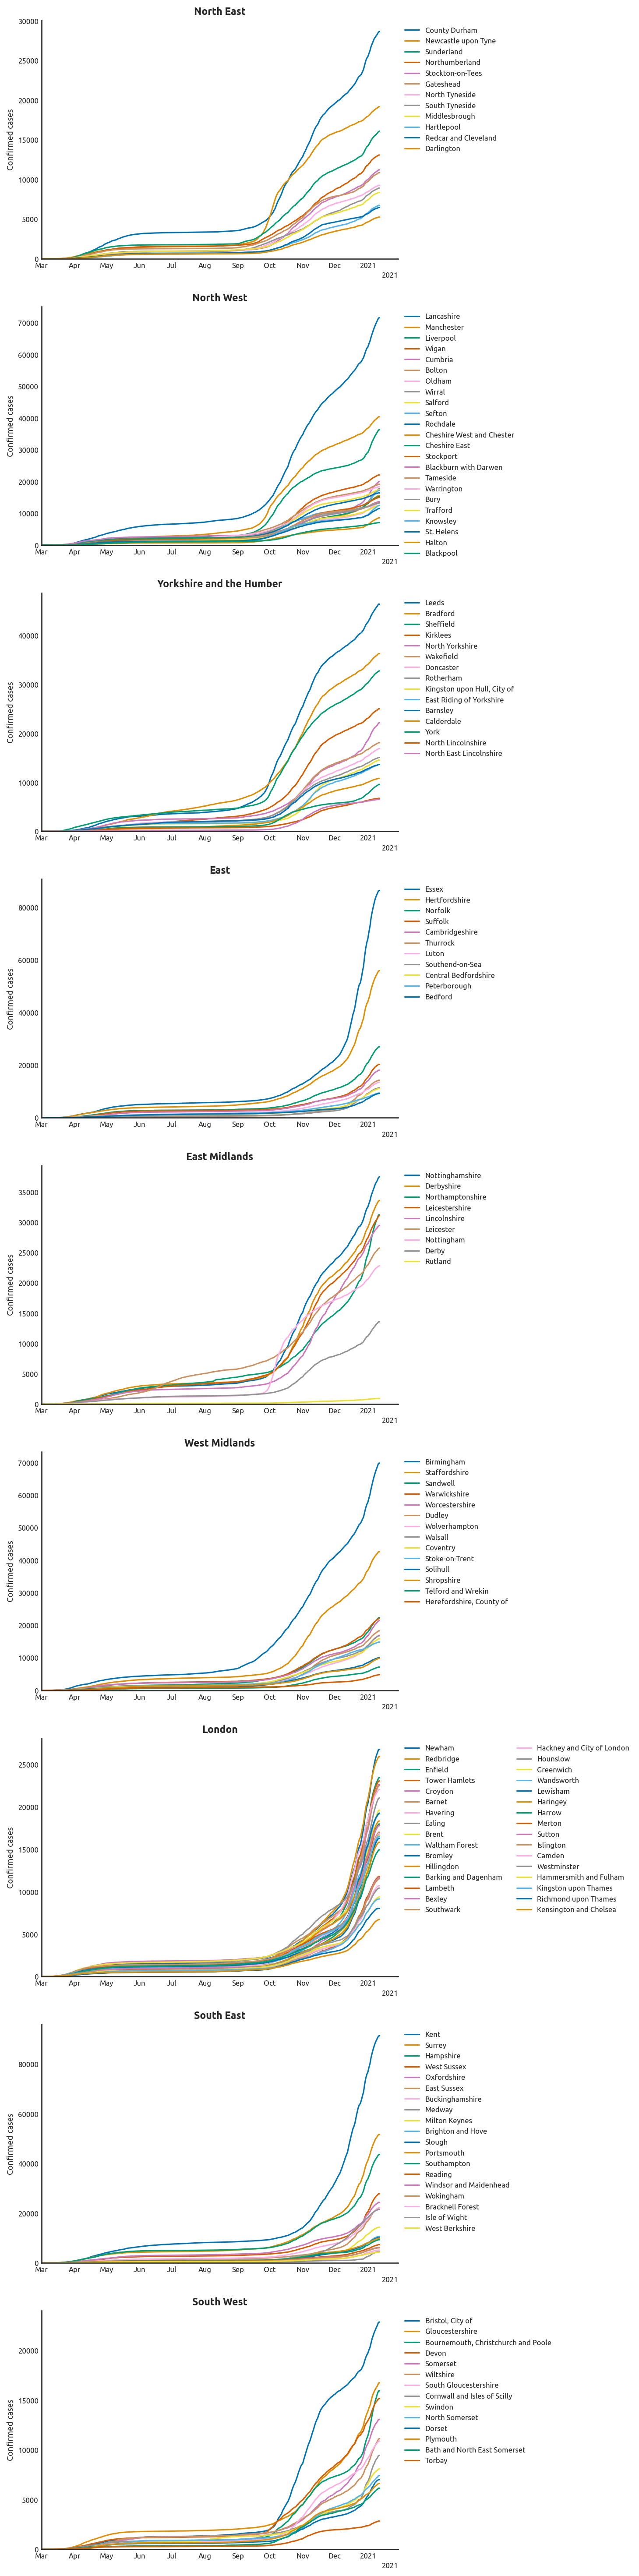 North East
Confirmed cases
30000
25000
20000
15000
10000
5000
0
Mar Apr May Jun Jul Aug Sep Oct Nov Dec 2021
2021
County Durham
Newcastle upon Tyne
Sunderland
Northumberland
Stockton-on-Tees
Gateshead
North Tyneside
South Tyneside
Middlesbrough
Hartlepool
Redcar and Cleveland
Darlington
North West
Confirmed cases
70000
60000
50000
40000
30000
20000
10000
0
Mar Apr May Jun Jul Aug Sep Oct Nov Dec 2021
2021
Lancashire
Manchester
Liverpool
Wigan
Cumbria
Bolton
Oldham
Wirral
Salford
Sefton
Rochdale
Cheshire West and Chester
Cheshire East
Stockport
Blackburn with Darwen
Tameside
Warrington
Bury
Trafford
Knowsley
St. Helens
Halton
Blackpool
Yorkshire and the Humber
Confirmed cases
40000
30000
20000
10000
0
Mar Apr May Jun Jul Aug Sep Oct Nov Dec 2021
2021
Leeds
Bradford
Sheffield
Kirklees
North Yorkshire
Wakefield
Doncaster
Rotherham
Kingston upon Hull, City of
East Riding of Yorkshire
Barnsley
Calderdale
York
North Lincolnshire
North East Lincolnshire
East
Confirmed cases
80000
60000
40000
20000
0
Mar Apr May Jun Jul Aug Sep Oct Nov Dec 2021
2021
Essex
Hertfordshire
Norfolk
Suffolk
Cambridgeshire
Thurrock
Luton
Southend-on-Sea
Central Bedfordshire
Peterborough
Bedford
East Midlands
Confirmed cases
35000
30000
25000
20000
15000
10000
5000
0
Mar Apr May Jun Jul Aug Sep Oct Nov Dec 2021
2021
Nottinghamshire
Derbyshire
Northamptonshire
Leicestershire
Lincolnshire
Leicester
Nottingham
Derby
Rutland
West Midlands
Confirmed cases
70000
60000
50000
40000
30000
20000
10000
0
Mar Apr May Jun Jul Aug Sep Oct Nov Dec 2021
2021
Birmingham
Staffordshire
Sandwell
Warwickshire
Worcestershire
Dudley
Wolverhampton
Walsall
Coventry
Stoke-on-Trent
Solihull
Shropshire
Telford and Wrekin
Herefordshire, County of
London
Confirmed cases
25000
20000
15000
10000
5000
0
Mar Apr May Jun Jul Aug Sep Oct Nov Dec 2021
2021
Newham
Redbridge
Enfield
Tower Hamlets
Croydon
Barnet
Havering
Ealing
Brent
Waltham Forest
Bromley
Hillingdon
Barking and Dagenham
Lambeth
Bexley
Southwark
Hackney and City of London
Hounslow
Greenwich
Wandsworth
Lewisham
Haringey
Harrow
Merton
Sutton
Islington
Camden
Westminster
Hammersmith and Fulham
Kingston upon Thames
Richmond upon Thames
Kensington and Chelsea
South East
Confirmed cases
80000
60000
40000
20000
0
Mar Apr May Jun Jul Aug Sep Oct Nov Dec 2021
2021
Kent
Surrey
Hampshire
West Sussex
Oxfordshire
East Sussex
Buckinghamshire
Medway
Milton Keynes
Brighton and Hove
Slough
Portsmouth
Southampton
Reading
Windsor and Maidenhead
Wokingham
Bracknell Forest
Isle of Wight
West Berkshire
South West
Confirmed cases
20000
15000
10000
5000
0
Mar Apr May Jun Jul Aug Sep Oct Nov Dec 2021
2021
Bristol, City of
Gloucestershire
Bournemouth, Christchurch and Poole
Devon
Somerset
Wiltshire
South Gloucestershire
Cornwall and Isles of Scilly
Swindon
North Somerset
Dorset
Plymouth
Bath and North East Somerset
Torbay